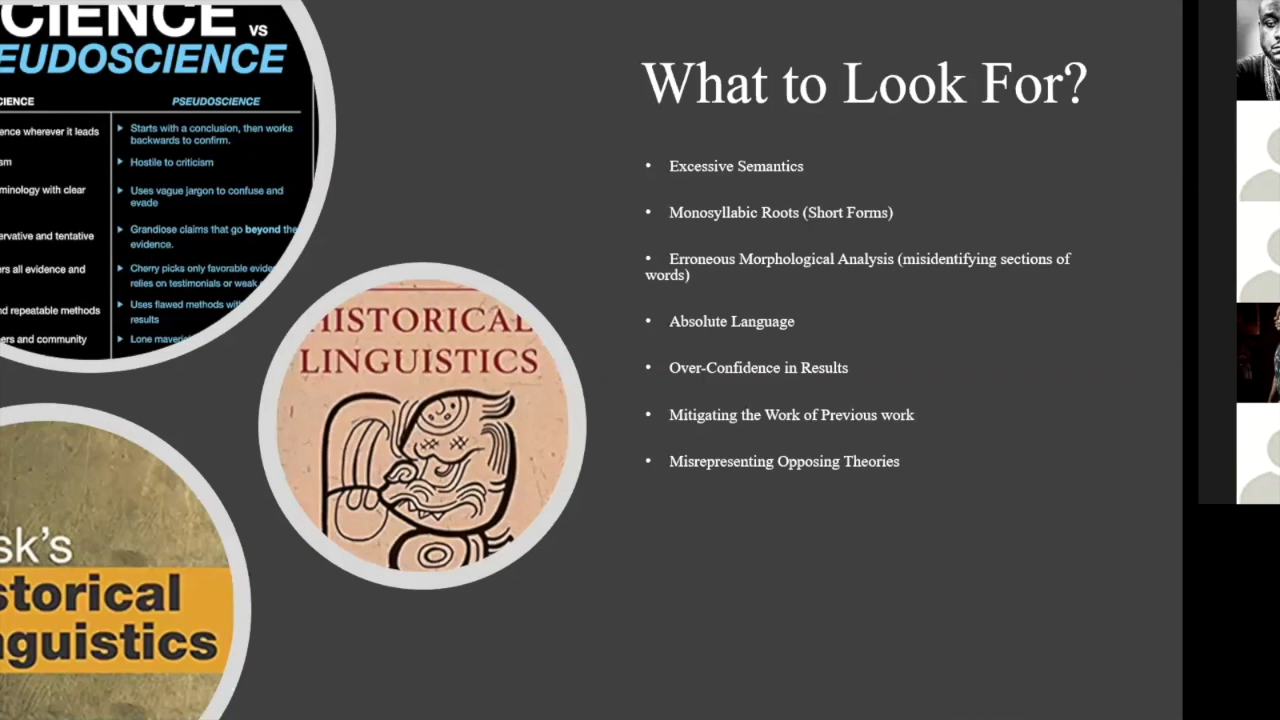 CIENCE VS
EUDOSCIENCE
CIENCE
PSEUDOSCIENCE
ence wherever it leads
Starts with a conclusion, then works
backwards to confirm.
sm
Hostile to criticism
minology with clear
Uses vague jargon to confuse and
evade
ervative and tentative
Grandiose claims that go beyond the
evidence.
ers all evidence and
Cherry picks only favorable evide
relies on testimonials or weak
nd repeatable methods
Uses flawed methods with
results
ers and community
Lone maveri
HISTORICAL
LINGUISTICS
sk's
storical
nguistics
What to Look For?
• Excessive Semantics
• Monosyllabic Roots (Short Forms)
• Erroneous Morphological Analysis (misidentifying sections of
words)
• Absolute Language
• Over-Confidence in Results
• Mitigating the Work of Previous work
• Misrepresenting Opposing Theories